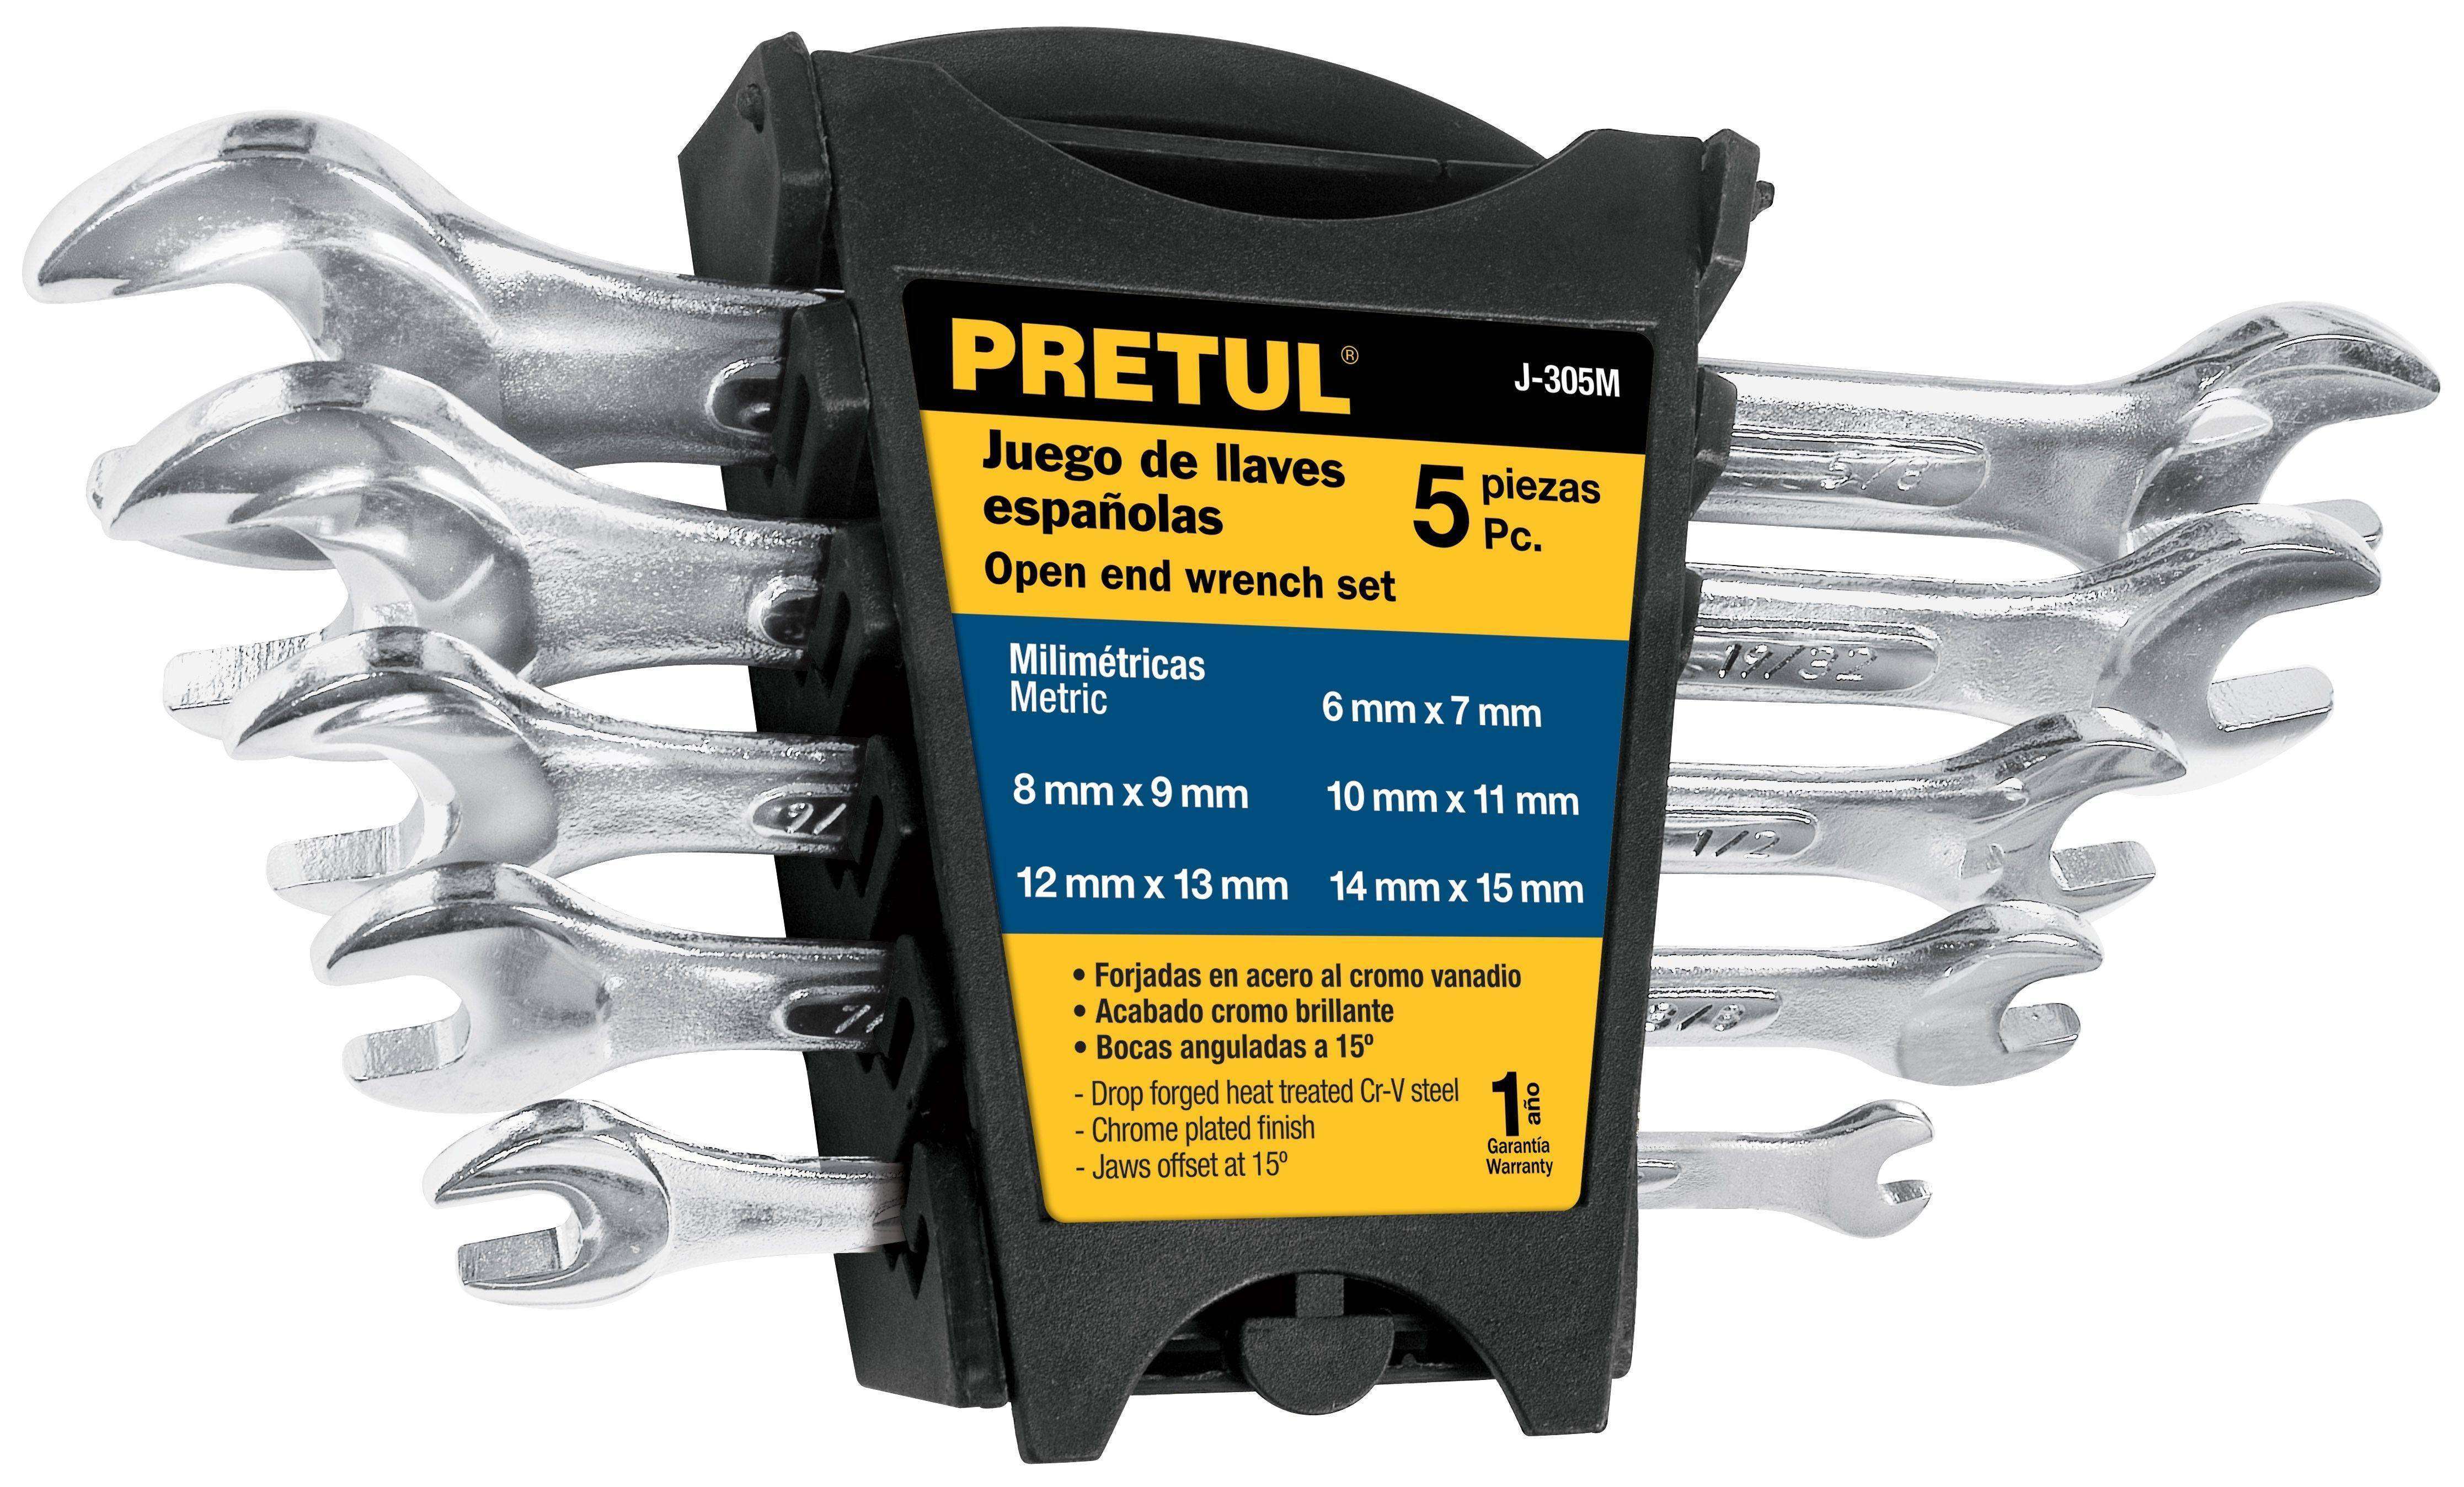 PRETUL®
J-305M
Juego de llaves
españolas
5 piezas
Pc.
Open end wrench set
Milimétricas
Metric
6 mm x 7 mm
8 mm x 9 mm
10 mm x 11 mm
12 mm x 13 mm
14 mm x 15 mm
• Forjadas en acero al cromo vanadio
• Acabado cromo brillante
• Bocas anguladas a 15º
- Drop forged heat treated Cr-V steel
- Chrome plated finish
- Jaws offset at 15º
1 año
Garantía
Warranty
5/8
19/32
1/2
3/8
9/
7/